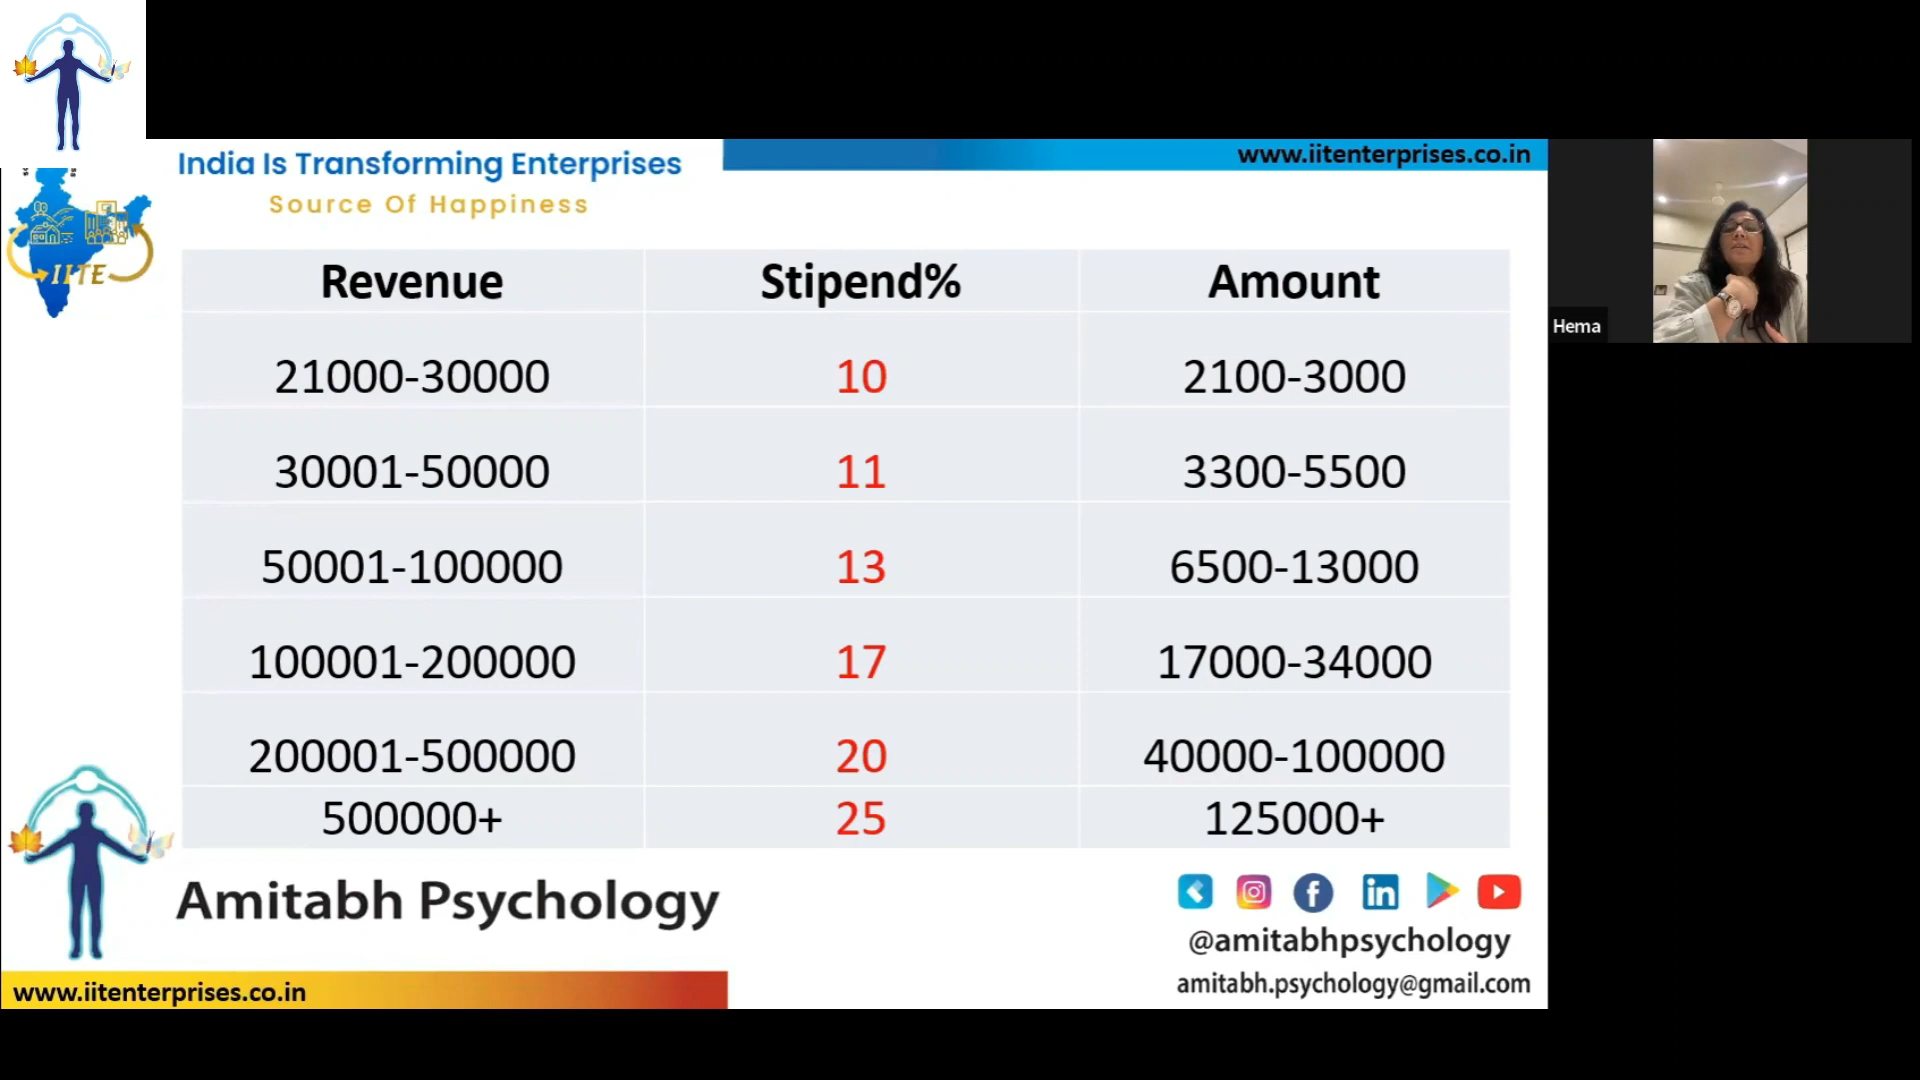 India Is Transforming Enterprises
www.iitenterprises.co.in
Source Of Happiness
IITE
Revenue Stipend% Amount
21000-30000 10 2100-3000
30001-50000 11 3300-5500
50001-100000 13 6500-13000
100001-200000 17 17000-34000
200001-500000 20 40000-100000
500000+ 25 125000+
Hema
Amitabh Psychology
@amitabhpsychology
amitabh.psychology@gmail.com
www.iitenterprises.co.in